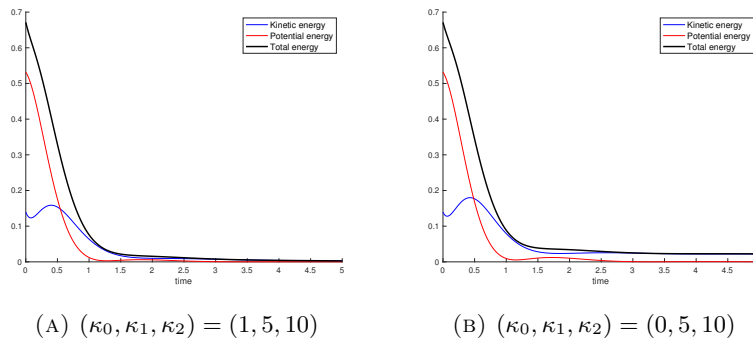 0.7
0.6
0.5
0.4
0.3
0.2
0.1
0
0 0.5 1 1.5 2 2.5 3 3.5 4 4.5 5
time
Kinetic energy
Potential energy
Total energy
(A) (κ0, κ1, κ2) = (1, 5, 10)
0.7
0.6
0.5
0.4
0.3
0.2
0.1
0
0 0.5 1 1.5 2 2.5 3 3.5 4 4.5
time
Kinetic energy
Potential energy
Total energy
(B) (κ0, κ1, κ2) = (0, 5, 10)